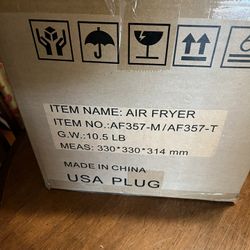 ITEM NAME: AIR FRYER
ITEM NO.:AF357-M/AF357-T
G.W.:10.5 LB
MEAS: 330*330*314 mm
MADE IN CHINA
USA PLUG